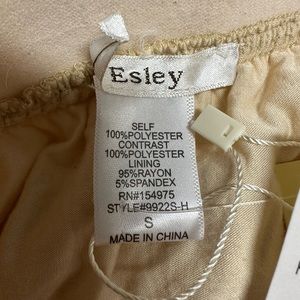 Esley
SELF
100%POLYESTER
CONTRAST
100%POLYESTER
LINING
95%RAYON
5%SPANDEX
RN#154975
STYLE#9922S-H
S
MADE IN CHINA